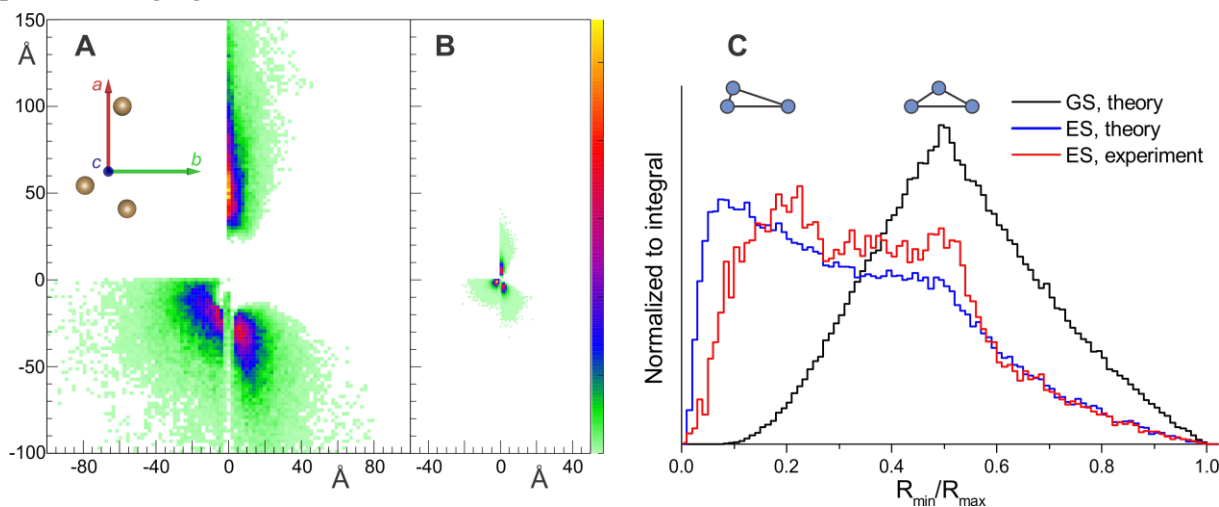 150
A
B
C
Å
a
b
c
100
50
0
-50
-100
-80
-40
0
40
80
Å
-40
0
40
Å
GS, theory
ES, theory
ES, experiment
Normalized to integral
0.0
0.2
0.4
0.6
0.8
1.0
Rmin/Rmax